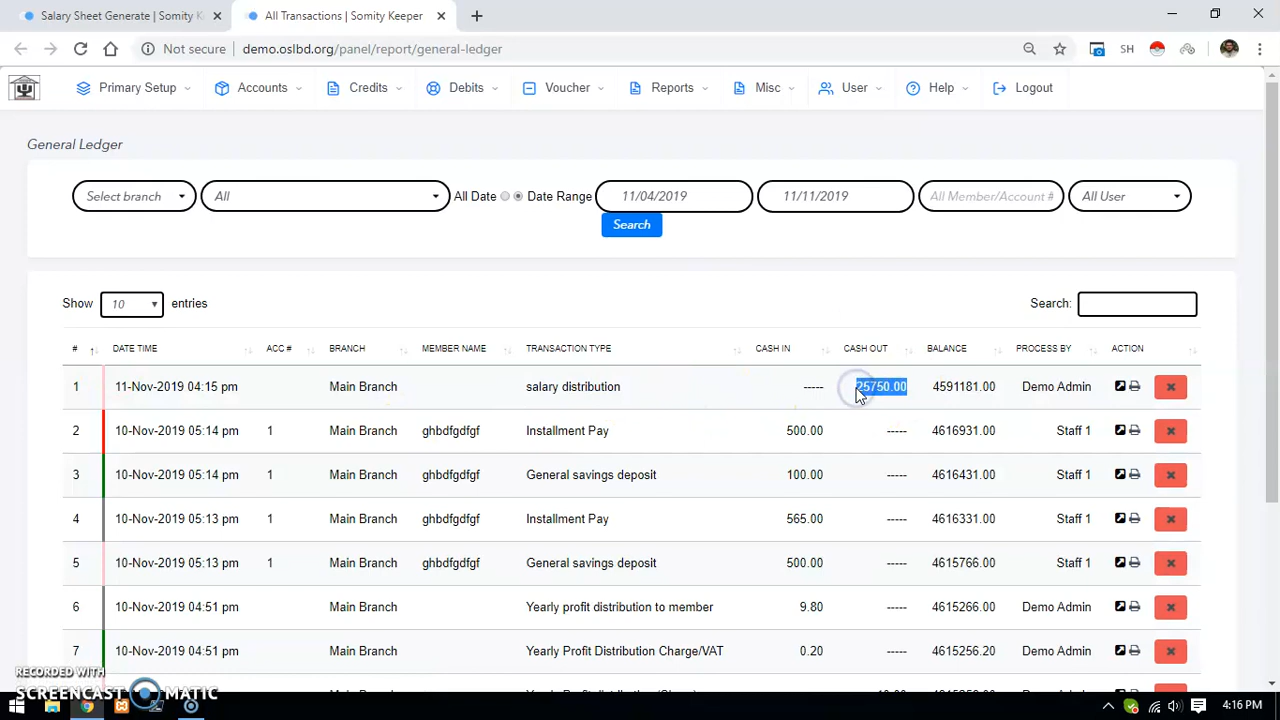 Salary Sheet Generate | Somity K
All Transactions | Somity Keeper
Not secure
demo.oslbd.org/panel/report/general-ledger
SH
Primary Setup
Accounts
Credits
Debits
Voucher
Reports
Misc
User
Help
Logout
General Ledger
Select branch
All
All Date
Date Range
11/04/2019
11/11/2019
All Member/Account #
All User
Search
Show 10 entries
Search:
# DATE TIME ACC # BRANCH MEMBER NAME TRANSACTION TYPE CASH IN CASH OUT BALANCE PROCESS BY ACTION
1 11-Nov-2019 04:15 pm Main Branch salary distribution ----- 25750.00 4591181.00 Demo Admin
2 10-Nov-2019 05:14 pm 1 Main Branch ghbdfgdfgf Installment Pay 500.00 ----- 4616931.00 Staff 1
3 10-Nov-2019 05:14 pm 1 Main Branch ghbdfgdfgf General savings deposit 100.00 ----- 4616431.00 Staff 1
4 10-Nov-2019 05:13 pm 1 Main Branch ghbdfgdfgf Installment Pay 565.00 ----- 4616331.00 Staff 1
5 10-Nov-2019 05:13 pm 1 Main Branch ghbdfgdfgf General savings deposit 500.00 ----- 4615766.00 Staff 1
6 10-Nov-2019 04:51 pm Main Branch Yearly profit distribution to member 9.80 ----- 4615266.00 Demo Admin
7 10-Nov-2019 04:51 pm Main Branch Yearly Profit Distribution Charge/VAT 0.20 ----- 4615256.20 Demo Admin
RECORDED WITH
SCREENCAST MATIC
4:16 PM